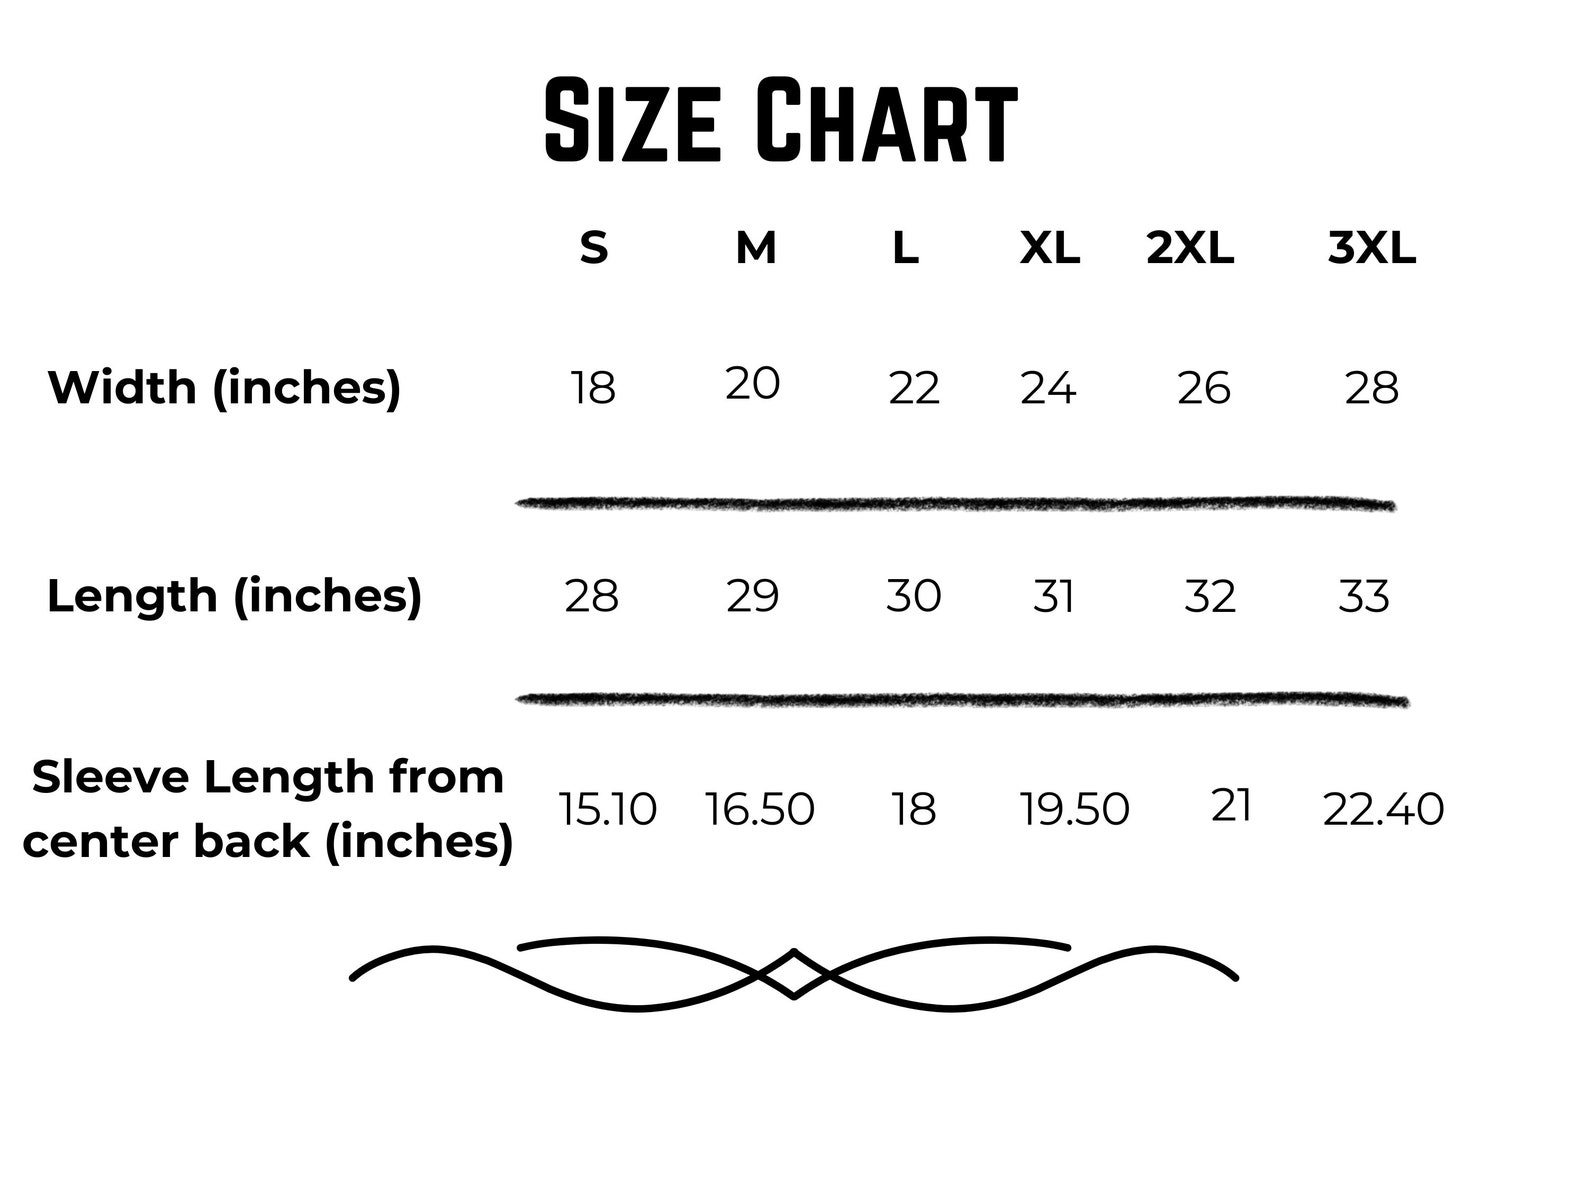 SIZE CHART
S M L XL 2XL 3XL
Width (inches) 18 20 22 24 26 28
Length (inches) 28 29 30 31 32 33
Sleeve Length from
center back (inches) 15.10 16.50 18 19.50 21 22.40